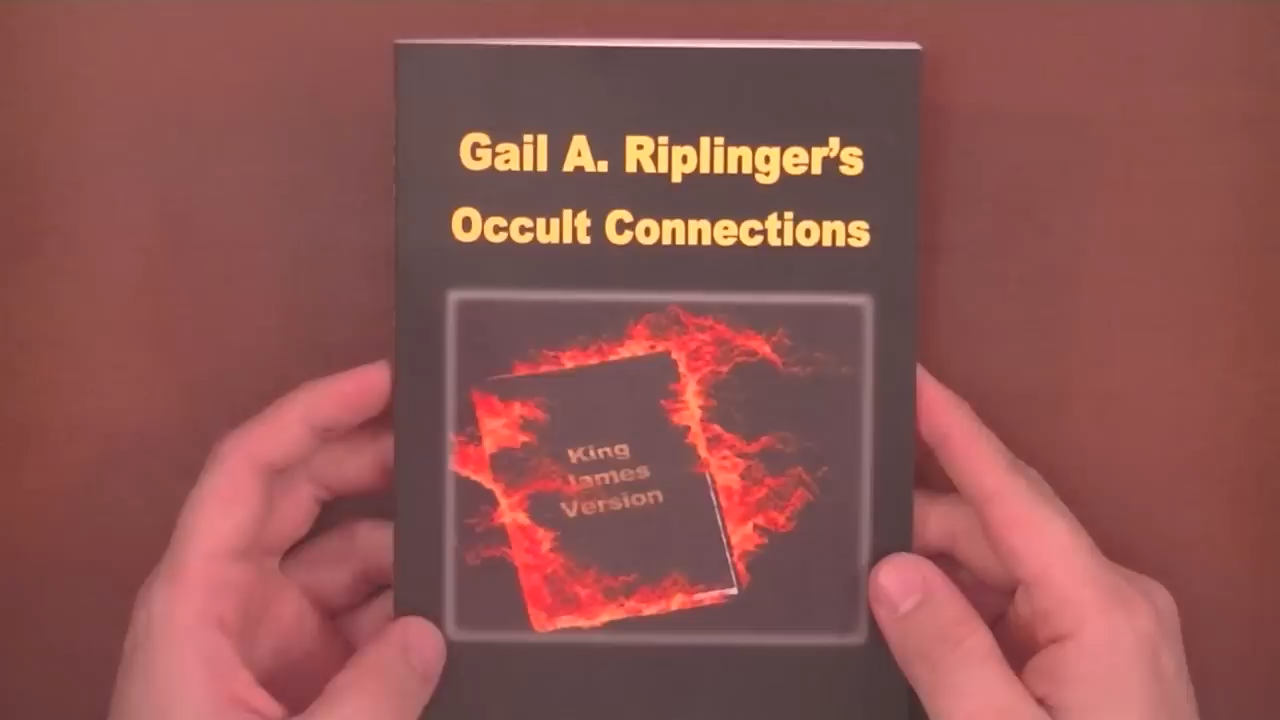 Gail A. Riplinger’s
Occult Connections
King
James
Version